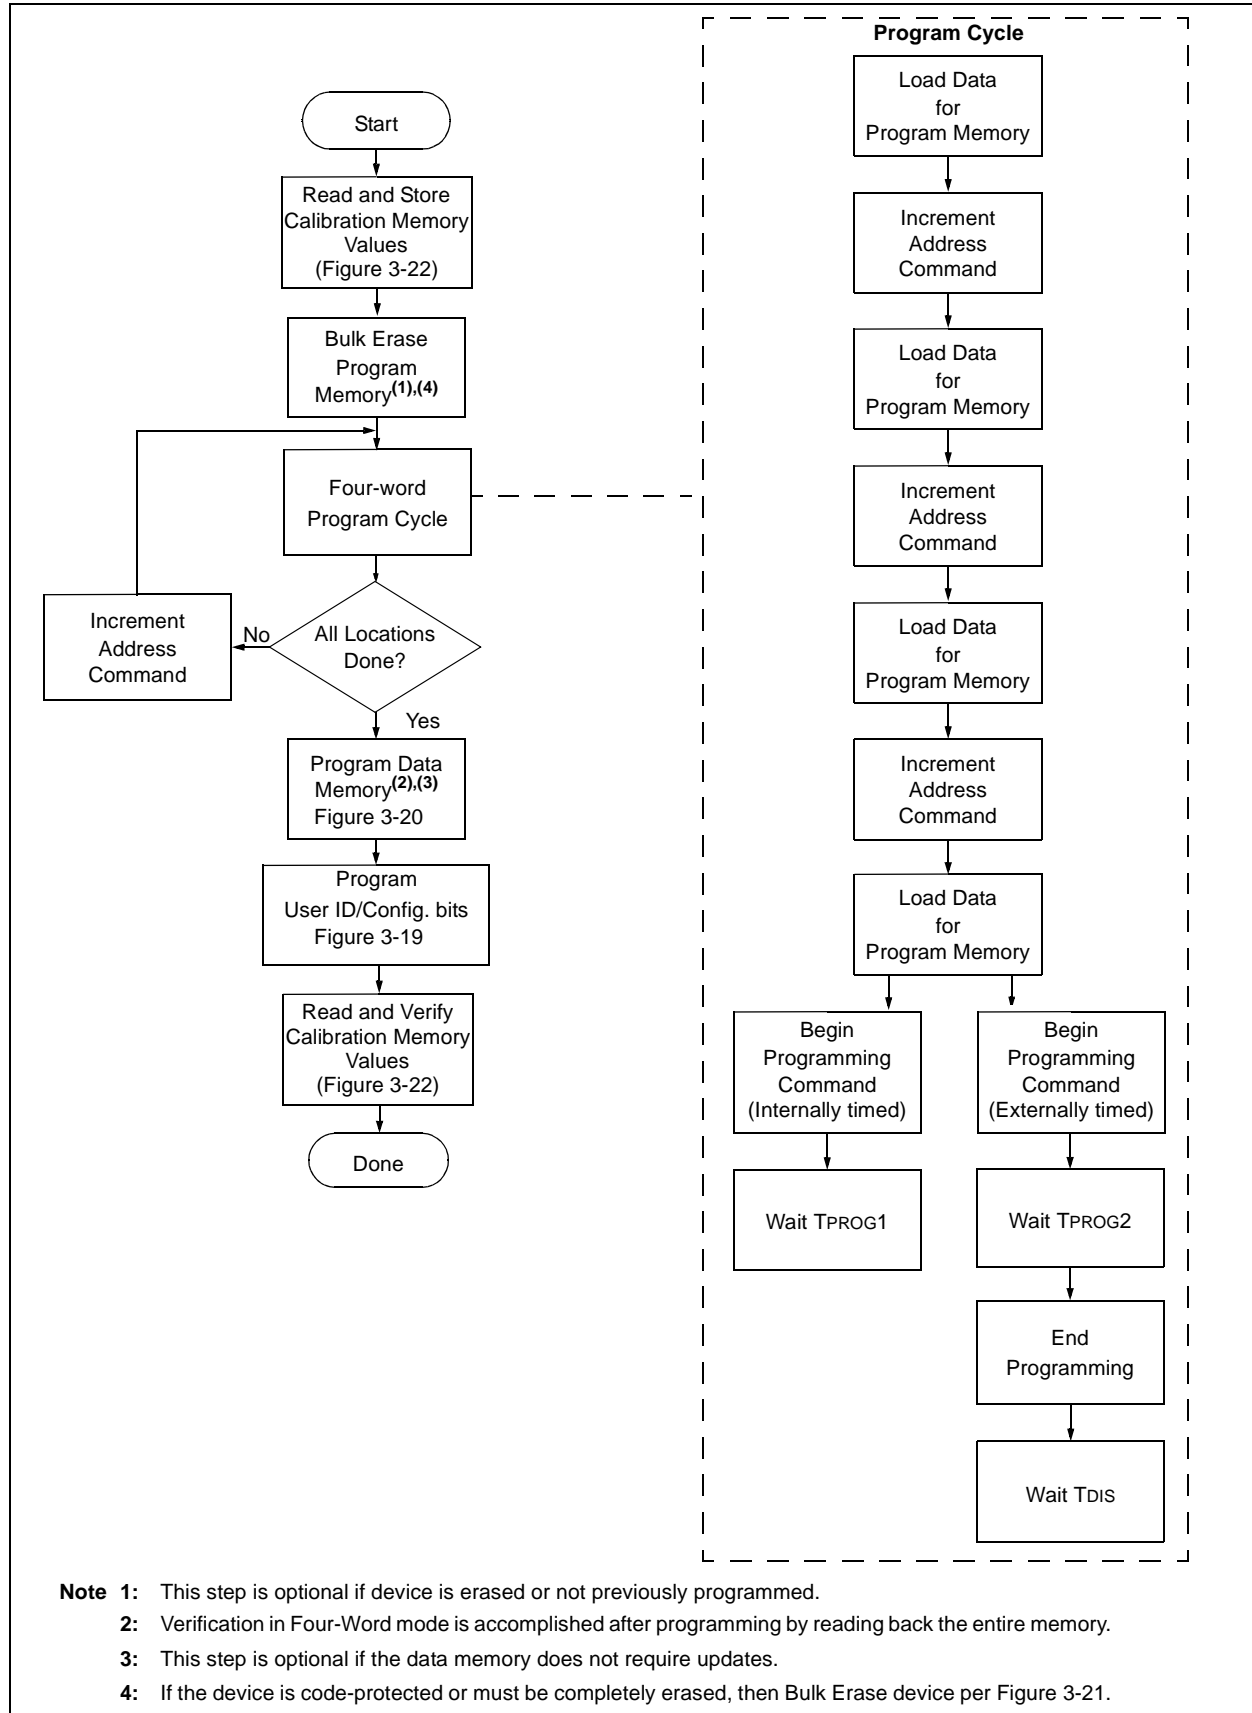 Start
Read and Store
Calibration Memory
Values
(Figure 3-22)
Bulk Erase
Program
Memory(1),(4)
Four-word
Program Cycle
All Locations
Done?
No
Increment
Address
Command
Yes
Program Data
Memory(2),(3)
Figure 3-20
Program
User ID/Config. bits
Figure 3-19
Read and Verify
Calibration Memory
Values
(Figure 3-22)
Done
Program Cycle
Load Data
for
Program Memory
Increment
Address
Command
Load Data
for
Program Memory
Increment
Address
Command
Load Data
for
Program Memory
Increment
Address
Command
Load Data
for
Program Memory
Begin
Programming
Command
(Internally timed)
Wait TPROG1
Begin
Programming
Command
(Externally timed)
Wait TPROG2
End
Programming
Wait TDIS
Note 1: This step is optional if device is erased or not previously programmed.
2: Verification in Four-Word mode is accomplished after programming by reading back the entire memory.
3: This step is optional if the data memory does not require updates.
4: If the device is code-protected or must be completely erased, then Bulk Erase device per Figure 3-21.